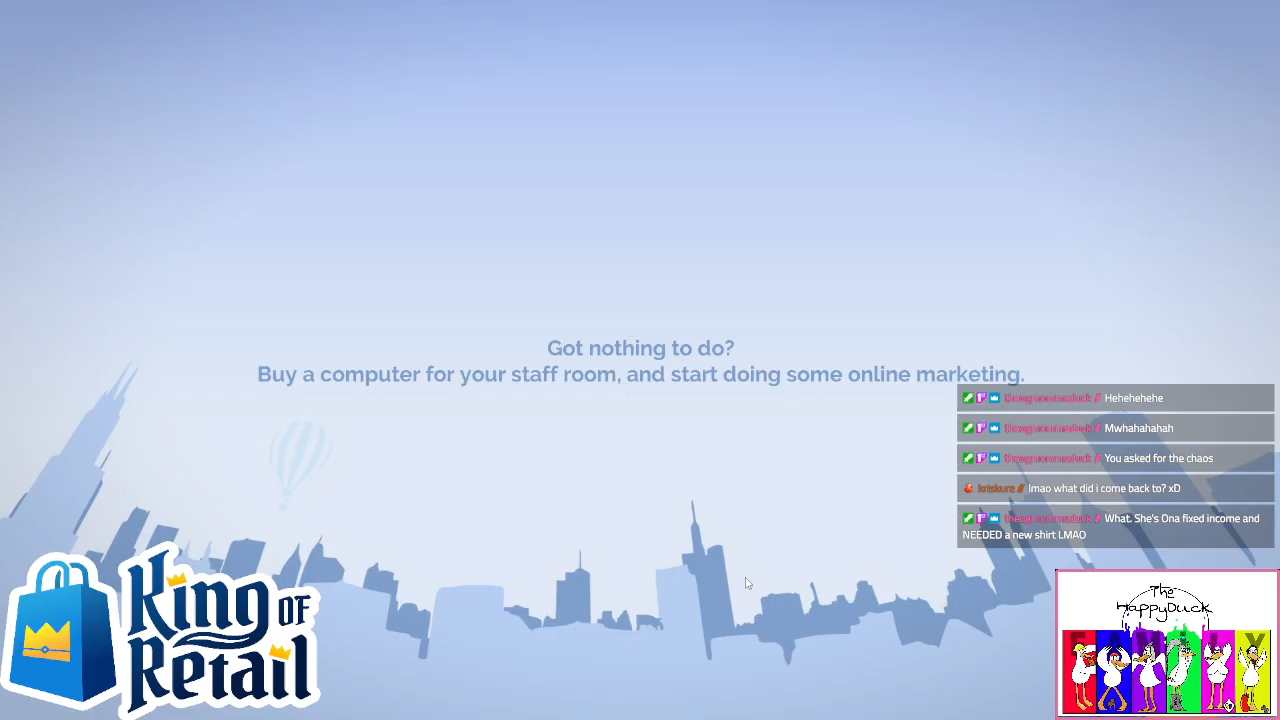 Got nothing to do?
Buy a computer for your staff room, and start doing some online marketing.
Hehehehehe
Mwhahahahah
You asked for the chaos
kriskure // lmao what did i come back to? xD
What. She's Ona fixed income and
NEEDED a new shirt LMAO
King OF
Retail
The
HappyDuck
FAMILY